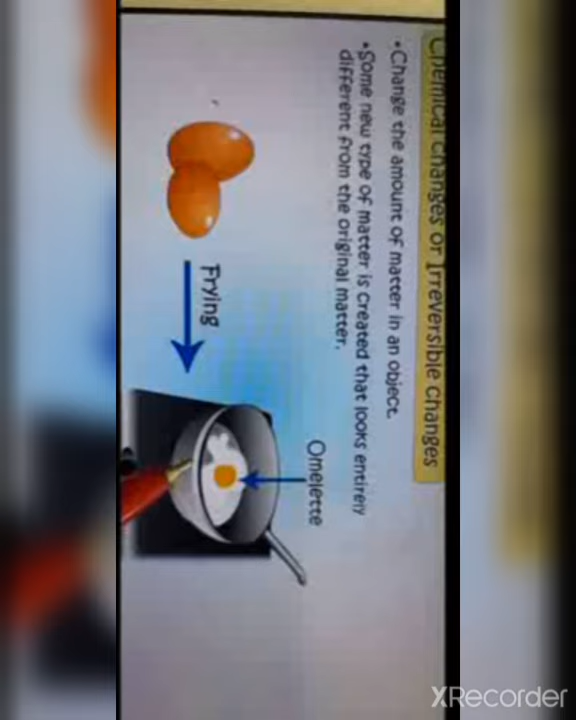 Chemical Changes or Irreversible Changes
•Change the amount of matter in an object.
•Some new type of matter is created that looks entirely
different from the original matter.
Frying
Omelette
XRecorder